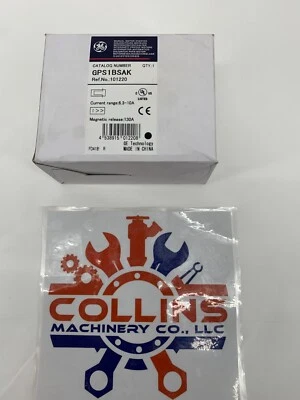 CATALOG NUMBER QTY:1
GPS1BSAK
Ref.No.:101220
Current range:6.3-10A
Magnetic release:130A
GE Technology
PCM181 R MADE IN CHINA
COLLINS
MACHINERY CO., LLC